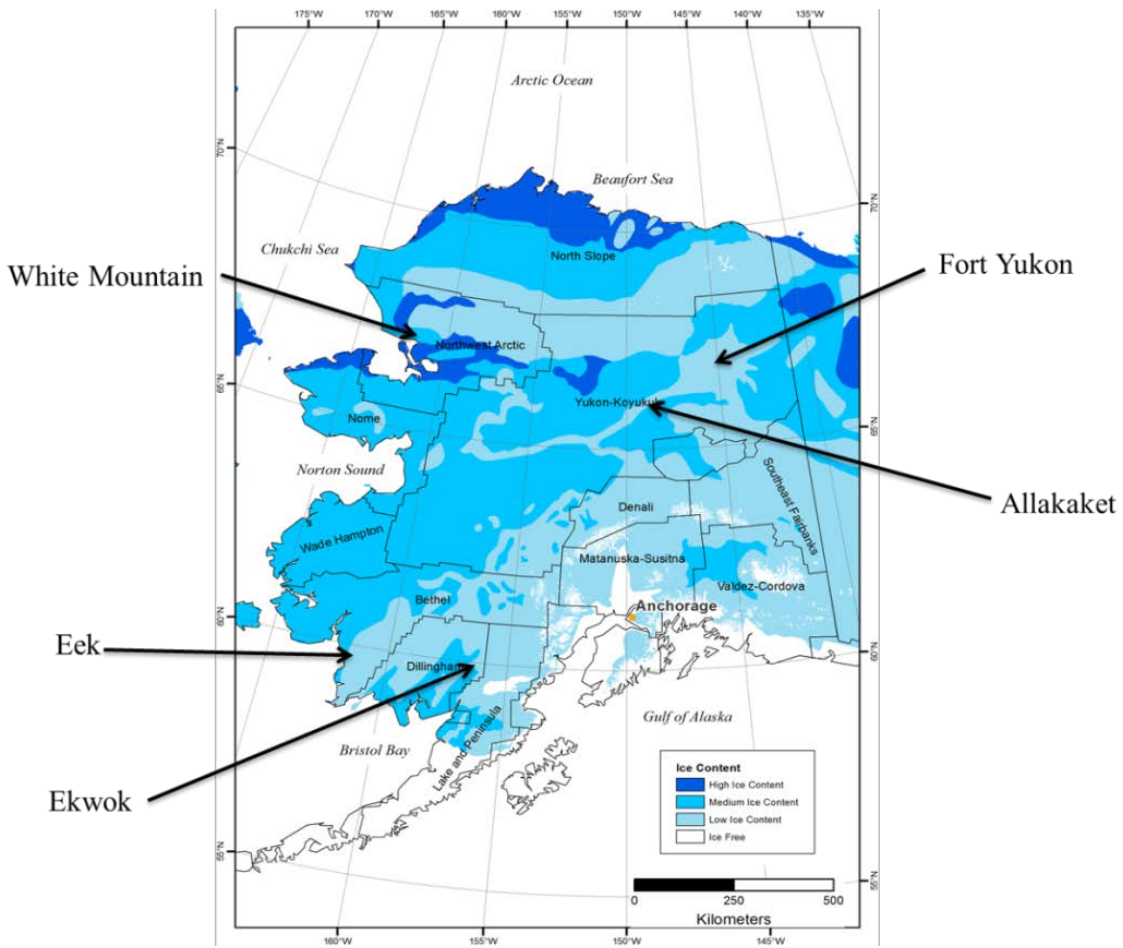 175°W
170°W
165°W
160°W
155°W
150°W
145°W
140°W
135°W
Arctic Ocean
70°N
70°N
Beaufort Sea
Chukchi Sea
North Slope
White Mountain
Fort Yukon
Northwest Arctic
65°N
65°N
Yukon-Koyukuk
Nome
Norton Sound
Southeast Fairbanks
Allakaket
Denali
Wade Hampton
Matanuska-Susitna
Valdez-Cordova
Bethel
Anchorage
60°N
60°N
Eek
Dillingham
Gulf of Alaska
Bristol Bay
Lake and Peninsula
Ekwok
Ice Content
High Ice Content
Medium Ice Content
Low Ice Content
Ice Free
55°N
55°N
0 250 500
Kilometers
160°W
155°W
150°W
145°W